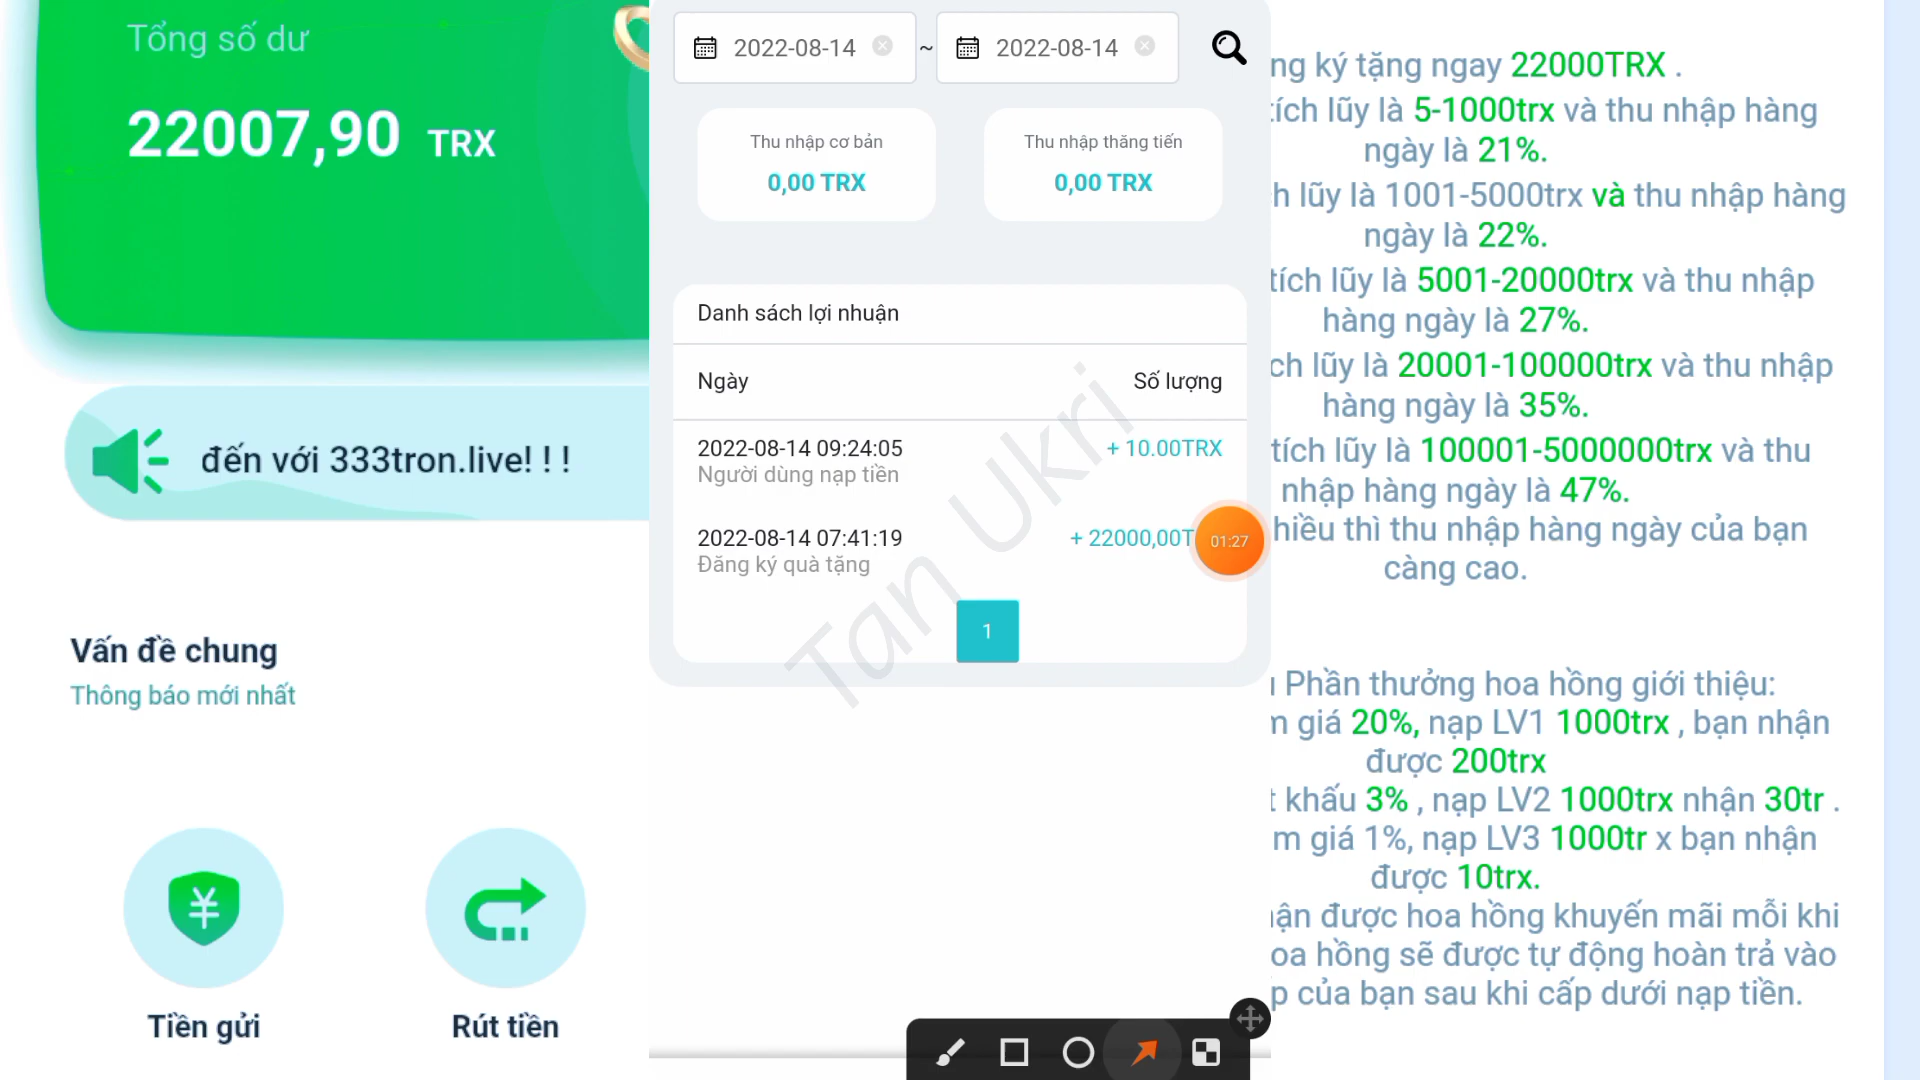 Tổng số dư
22007,90 TRX
đến với 333tron.live! ! !
Vấn đề chung
Thông báo mới nhất
Tiền gửi
Rút tiền
2022-08-14 ~ 2022-08-14
Thu nhập cơ bản
0,00 TRX
Thu nhập thăng tiến
0,00 TRX
Danh sách lợi nhuận
Ngày Số lượng
2022-08-14 09:24:05 + 10.00TRX
Người dùng nạp tiền
2022-08-14 07:41:19 + 22000,00T
Đăng ký quà tặng
01:27
1
Tan Ukri
ng ký tặng ngay 22000TRX .
tích lũy là 5-1000trx và thu nhập hàng
ngày là 21%.
h lũy là 1001-5000trx và thu nhập hàng
ngày là 22%.
tích lũy là 5001-20000trx và thu nhập
hàng ngày là 27%.
ch lũy là 20001-100000trx và thu nhập
hàng ngày là 35%.
tích lũy là 100001-5000000trx và thu
nhập hàng ngày là 47%.
hiều thì thu nhập hàng ngày của bạn
càng cao.
Phần thưởng hoa hồng giới thiệu:
m giá 20%, nạp LV1 1000trx , bạn nhận
được 200trx
t khấu 3% , nạp LV2 1000trx nhận 30tr .
m giá 1%, nạp LV3 1000tr x bạn nhận
được 10trx.
ận được hoa hồng khuyến mãi mỗi khi
oa hồng sẽ được tự động hoàn trả vào
p của bạn sau khi cấp dưới nạp tiền.